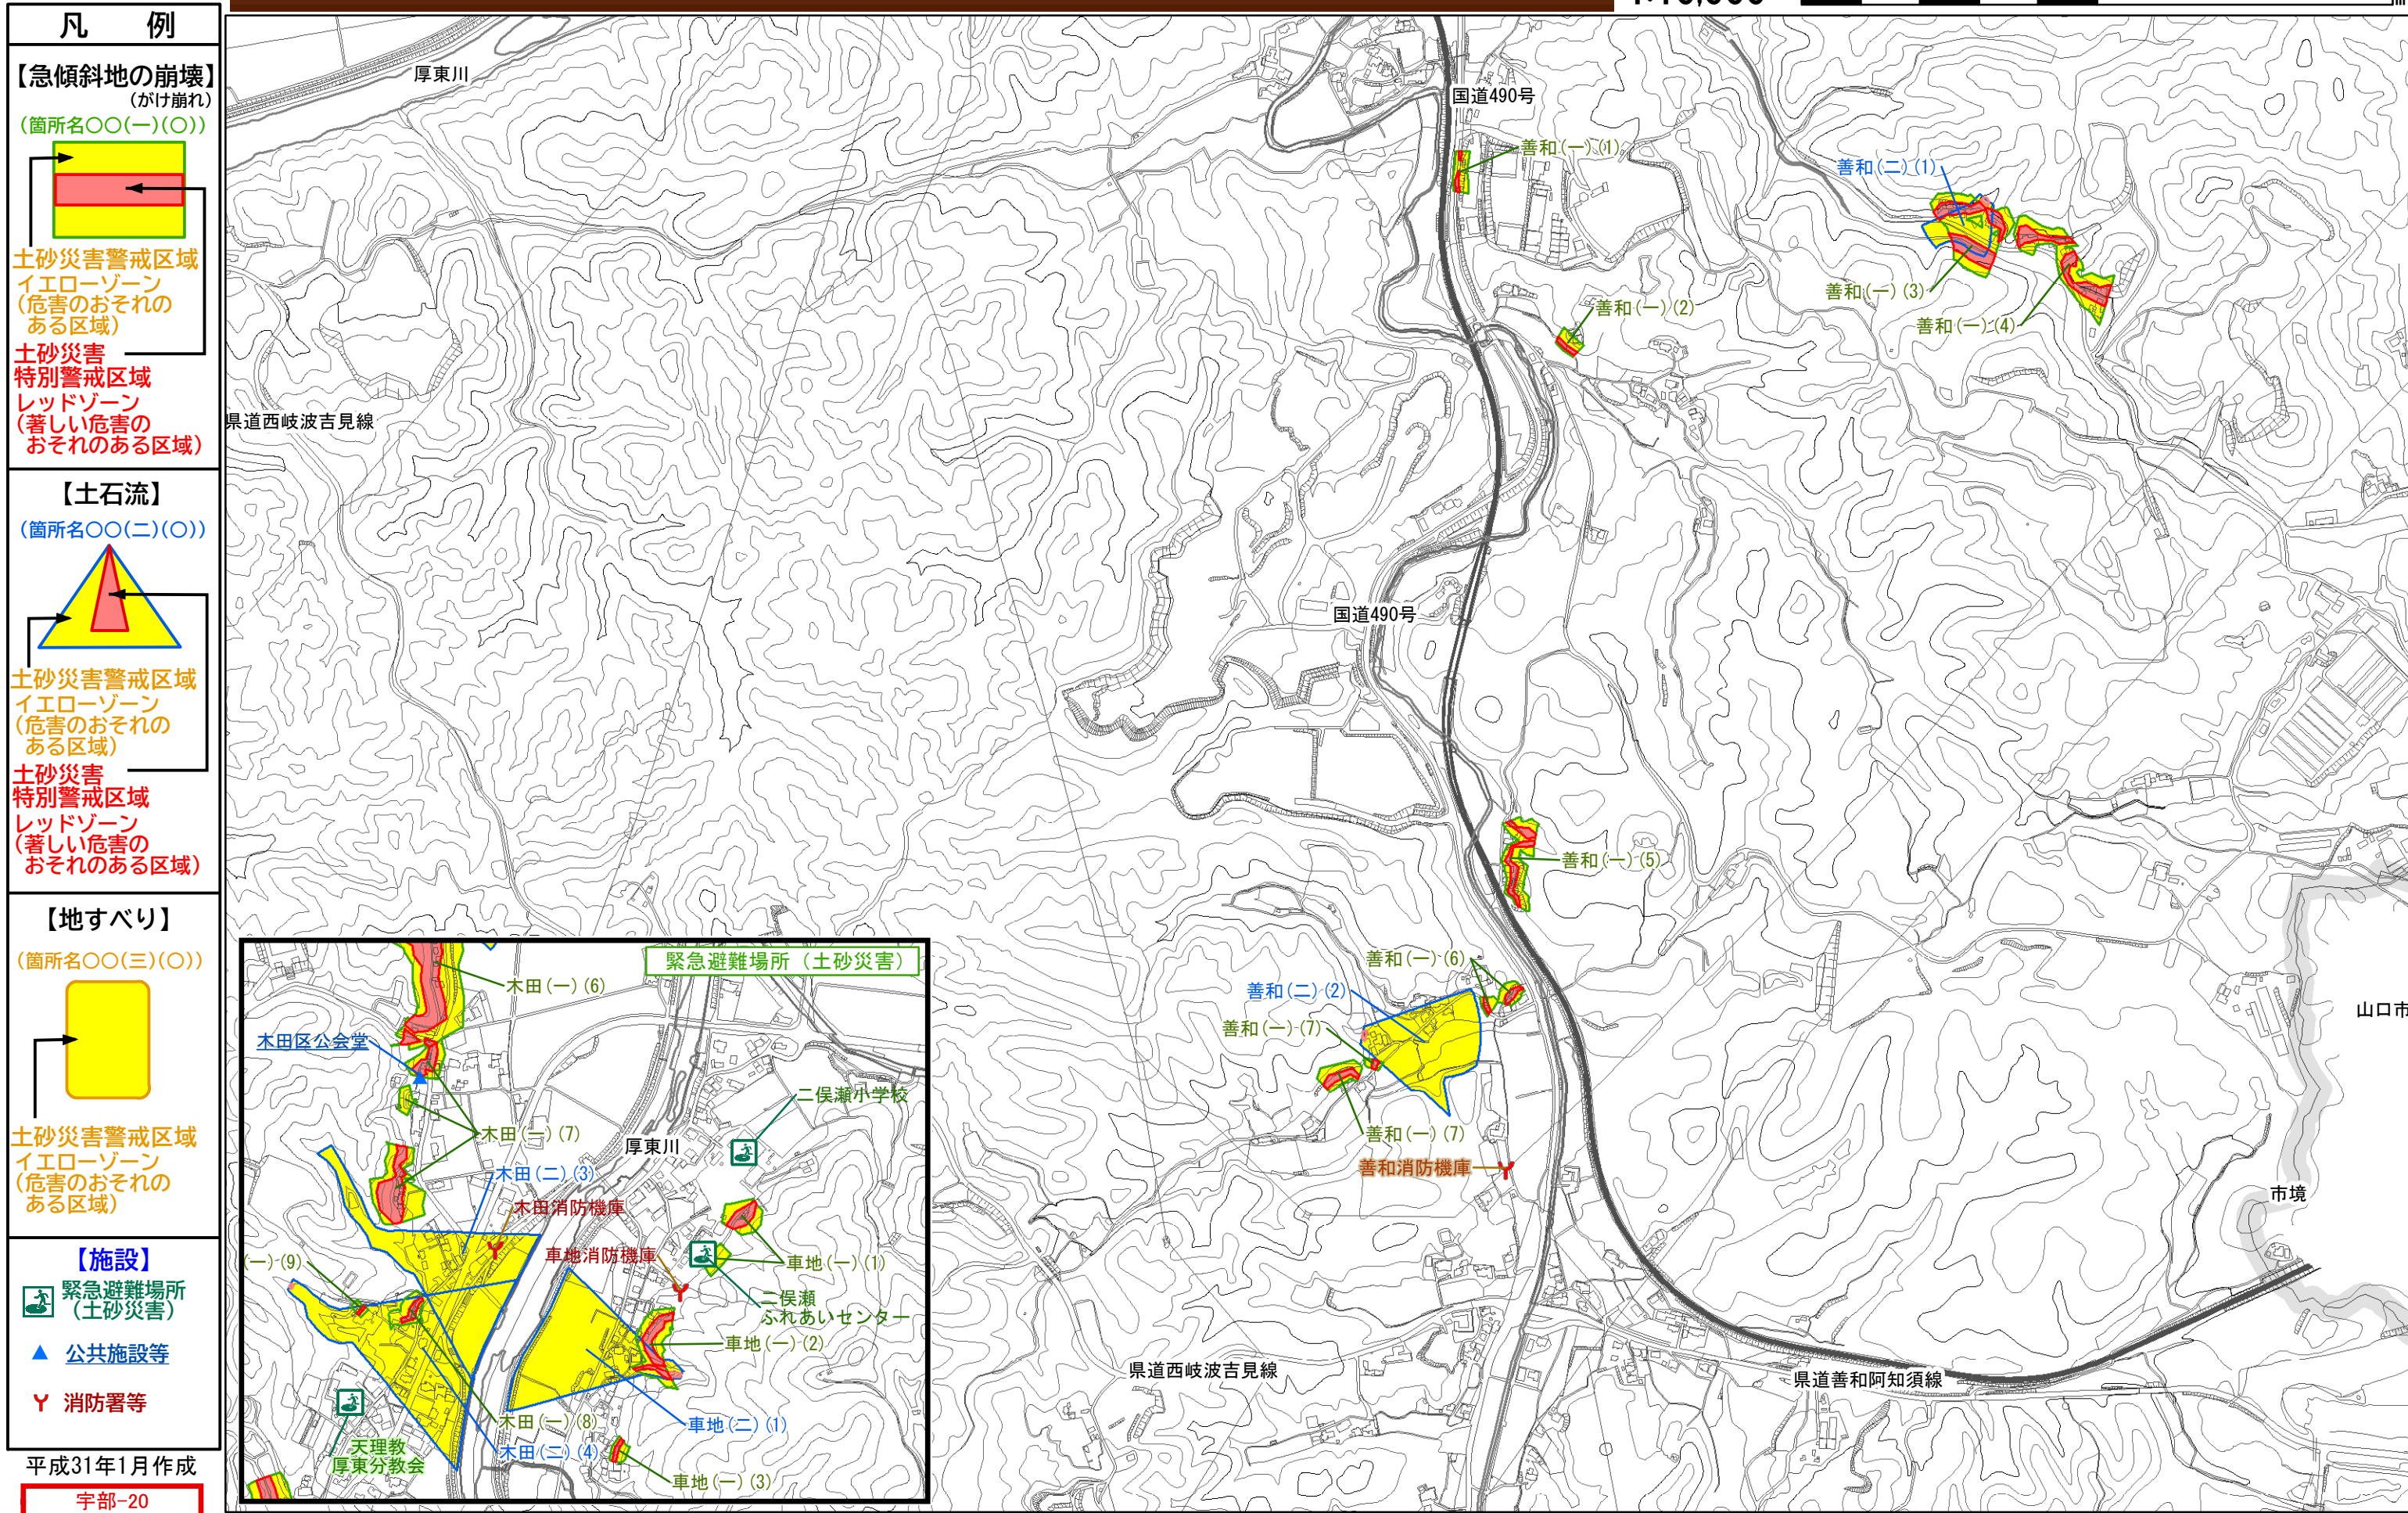 凡 例
【急傾斜地の崩壊】
(がけ崩れ)
(箇所名〇〇(一)(〇))
土砂災害警戒区域
イエローゾーン
(危害のおそれの
ある区域)
土砂災害
特別警戒区域
レッドゾーン
(著しい危害の
おそれのある区域)
【土石流】
(箇所名〇〇(二)(〇))
土砂災害警戒区域
イエローゾーン
(危害のおそれの
ある区域)
土砂災害
特別警戒区域
レッドゾーン
(著しい危害の
おそれのある区域)
【地すべり】
(箇所名〇〇(三)(〇))
土砂災害警戒区域
イエローゾーン
(危害のおそれの
ある区域)
【施設】
緊急避難場所
(土砂災害)
公共施設等
消防署等
平成31年1月作成
宇部-20
厚東川
国道490号
善和(一)(1)
善和(二)(1)
善和(一)(3)
善和(一)(2)
善和(一)(4)
県道西岐波吉見線
国道490号
善和(一)(5)
善和(一)(6)
善和(二)(2)
善和(一)(7)
善和(一)(7)
善和消防機庫
山口市
市境
県道西岐波吉見線
県道善和阿知須線
緊急避難場所(土砂災害)
木田(一)(6)
木田区公会堂
二俣瀬小学校
木田(一)(7)
厚東川
木田(二)(3)
木田消防機庫
車地消防機庫
(一)(9)
車地(一)(1)
二俣瀬
ふれあいセンター
車地(一)(2)
木田(一)(8)
車地(二)(1)
天理教
厚東分教会
木田(二)(4)
車地(一)(3)